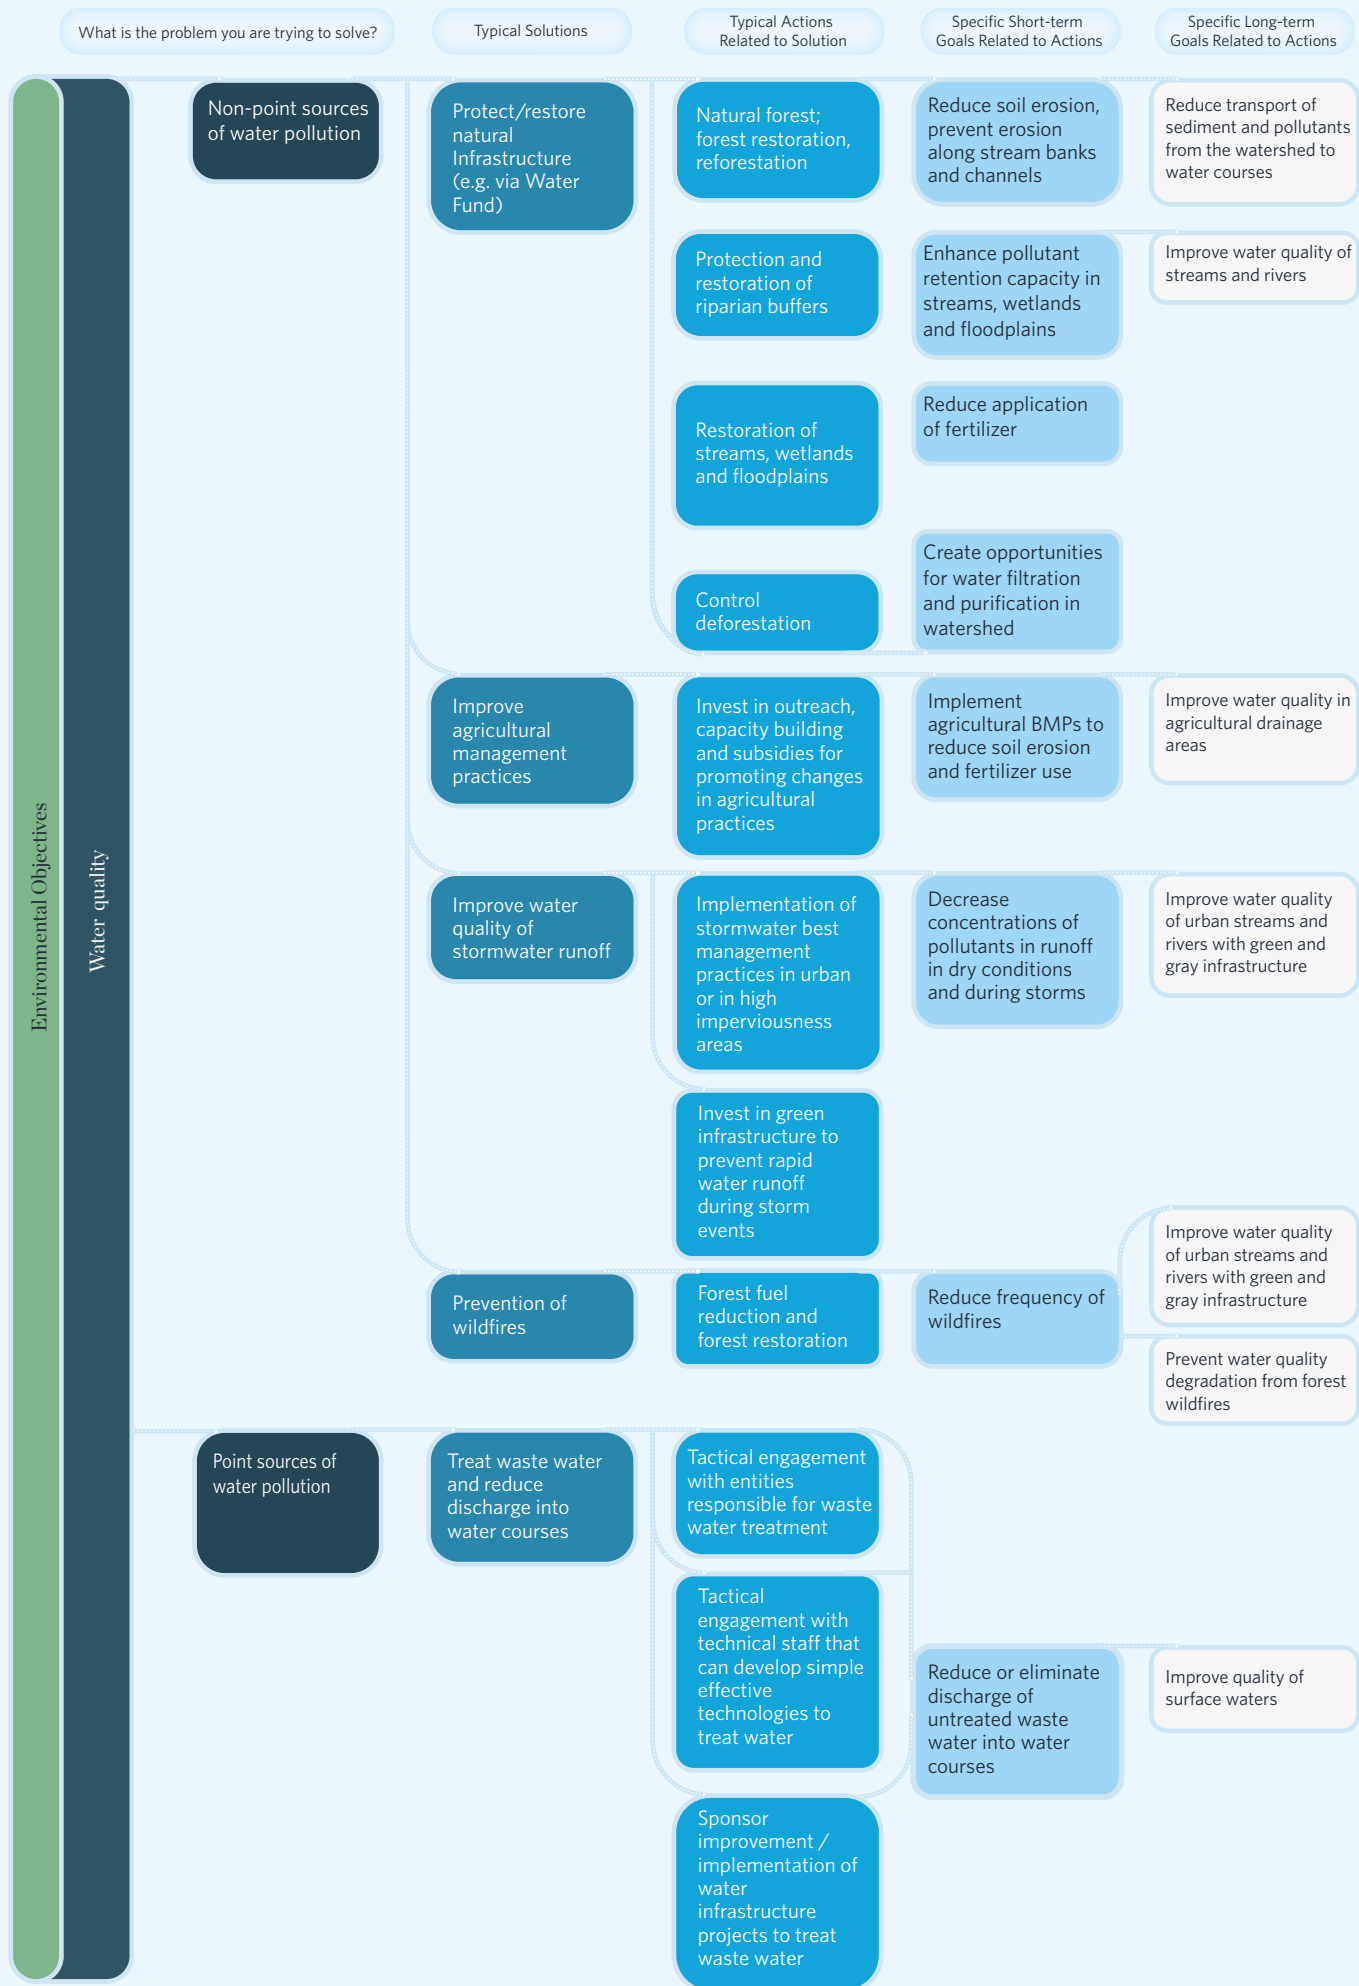 What is the problem you are trying to solve?
Typical Solutions
Typical Actions
Related to Solution
Specific Short-term
Goals Related to Actions
Specific Long-term
Goals Related to Actions
Environmental Objectives
Water quality
Non-point sources
of water pollution
Protect/restore
natural
Infrastructure
(e.g. via Water
Fund)
Natural forest;
forest restoration,
reforestation
Reduce soil erosion,
prevent erosion
along stream banks
and channels
Reduce transport of
sediment and pollutants
from the watershed to
water courses
Protection and
restoration of
riparian buffers
Enhance pollutant
retention capacity in
streams, wetlands
and floodplains
Improve water quality of
streams and rivers
Restoration of
streams, wetlands
and floodplains
Reduce application
of fertilizer
Control
deforestation
Create opportunities
for water filtration
and purification in
watershed
Improve
agricultural
management
practices
Invest in outreach,
capacity building
and subsidies for
promoting changes
in agricultural
practices
Implement
agricultural BMPs to
reduce soil erosion
and fertilizer use
Improve water quality in
agricultural drainage
areas
Improve water
quality of
stormwater runoff
Implementation of
stormwater best
management
practices in urban
or in high
imperviousness
areas
Decrease
concentrations of
pollutants in runoff
in dry conditions
and during storms
Improve water quality
of urban streams and
rivers with green and
gray infrastructure
Invest in green
infrastructure to
prevent rapid
water runoff
during storm
events
Prevention of
wildfires
Forest fuel
reduction and
forest restoration
Reduce frequency of
wildfires
Improve water quality
of urban streams and
rivers with green and
gray infrastructure
Prevent water quality
degradation from forest
wildfires
Point sources of
water pollution
Treat waste water
and reduce
discharge into
water courses
Tactical engagement
with entities
responsible for waste
water treatment
Tactical
engagement with
technical staff that
can develop simple
effective
technologies to
treat water
Reduce or eliminate
discharge of
untreated waste
water into water
courses
Improve quality of
surface waters
Sponsor
improvement /
implementation of
water
infrastructure
projects to treat
waste water